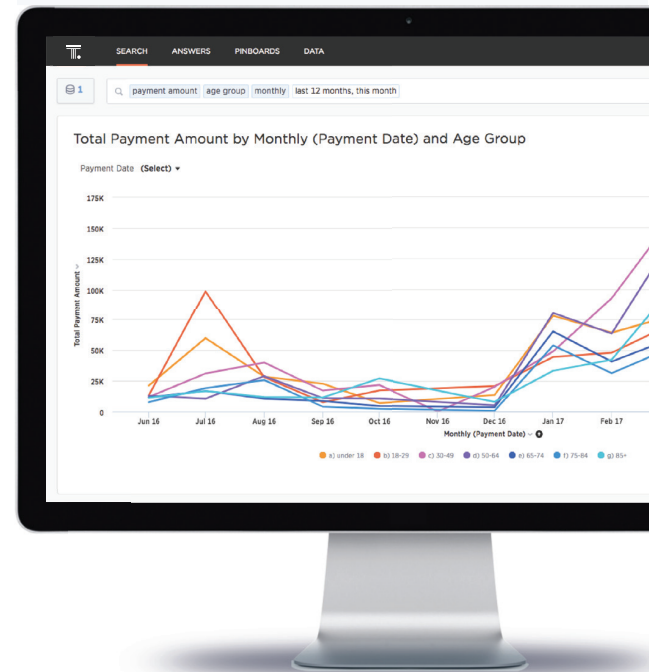 T.
SEARCH ANSWERS PINBOARDS DATA
1
payment amount age group monthly last 12 months, this month
Total Payment Amount by Monthly (Payment Date) and Age Group
Payment Date (Select)
175K
150K
125K
100K
75K
50K
25K
0
Total Paymnt Amount
Jun 16 Jul 16 Aug 16 Sep 16 Oct 16 Nov 16 Dec 16 Jan 17 Feb 17
Monthly (Payment Date)
a) under 18 b) 18-29 c) 30-49 d) 50-64 e) 65-74 f) 75-84 g) 85+